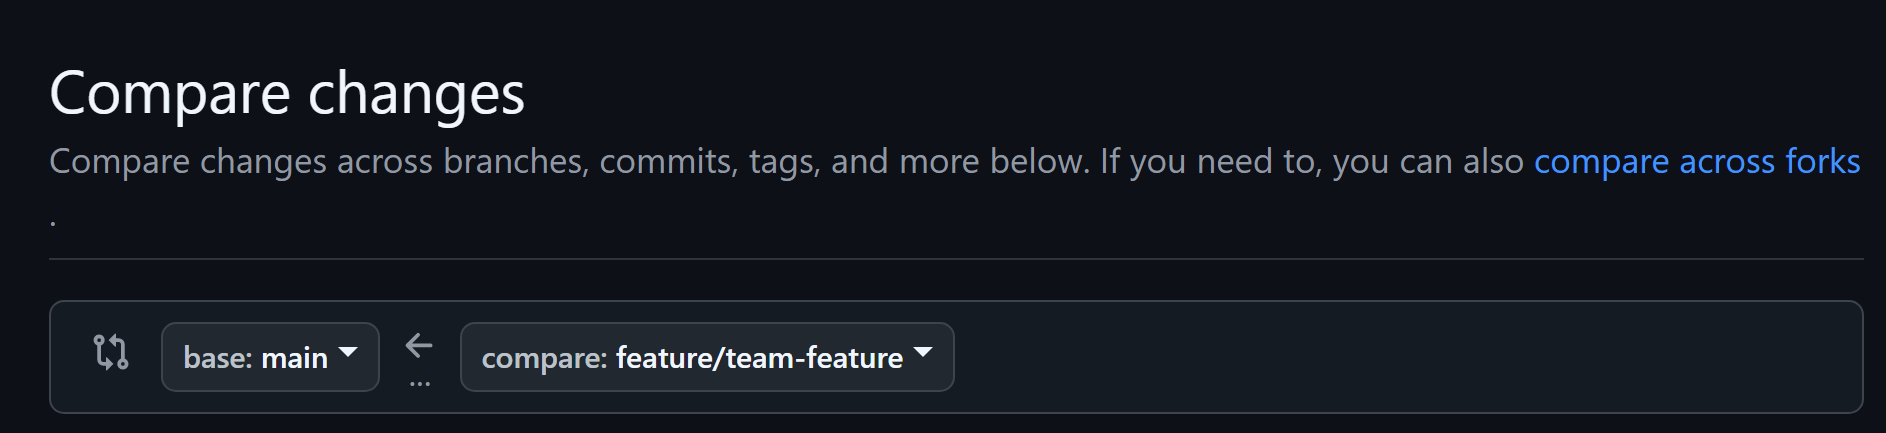 Compare changes
Compare changes across branches, commits, tags, and more below. If you need to, you can also compare across forks
.
base: main
...
compare: feature/team-feature